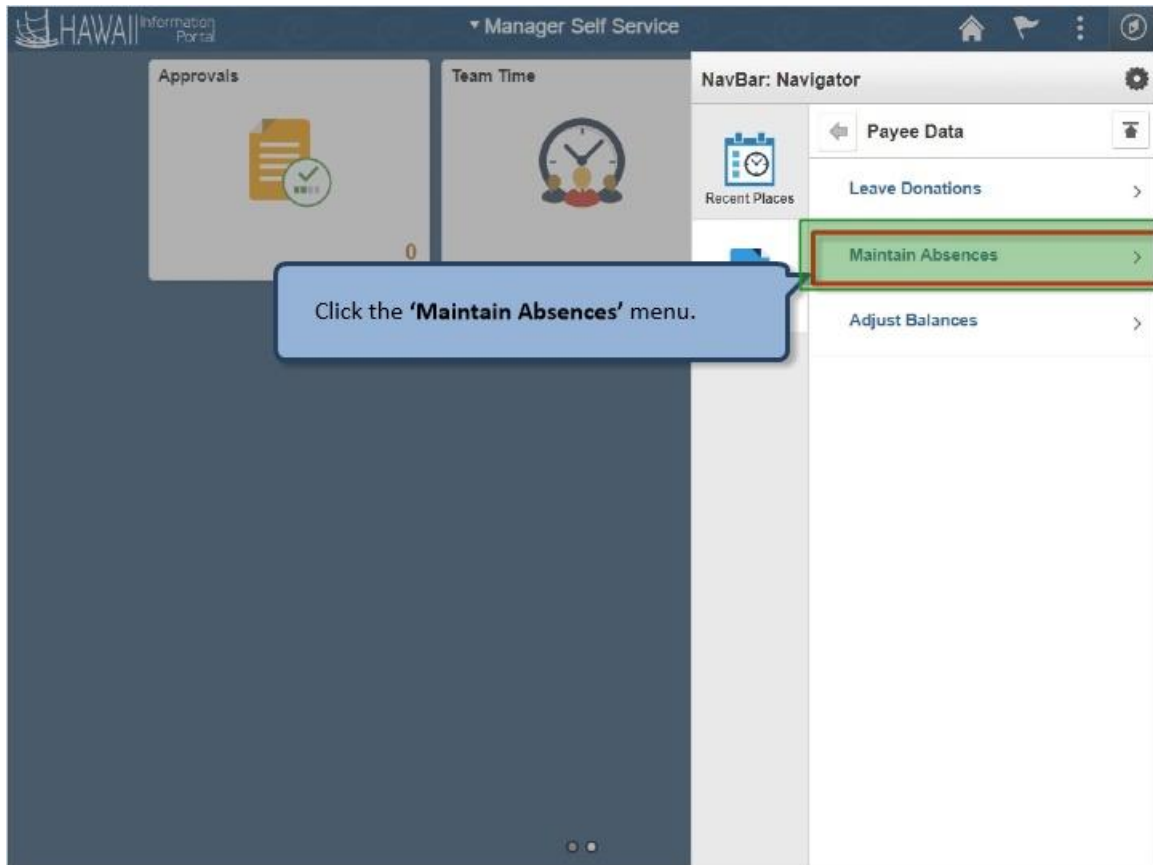 HAWAII Information Portal
Manager Self Service
Approvals
0
Team Time
NavBar: Navigator
Recent Places
Payee Data
Leave Donations
Maintain Absences
Adjust Balances
Click the ‘Maintain Absences’ menu.